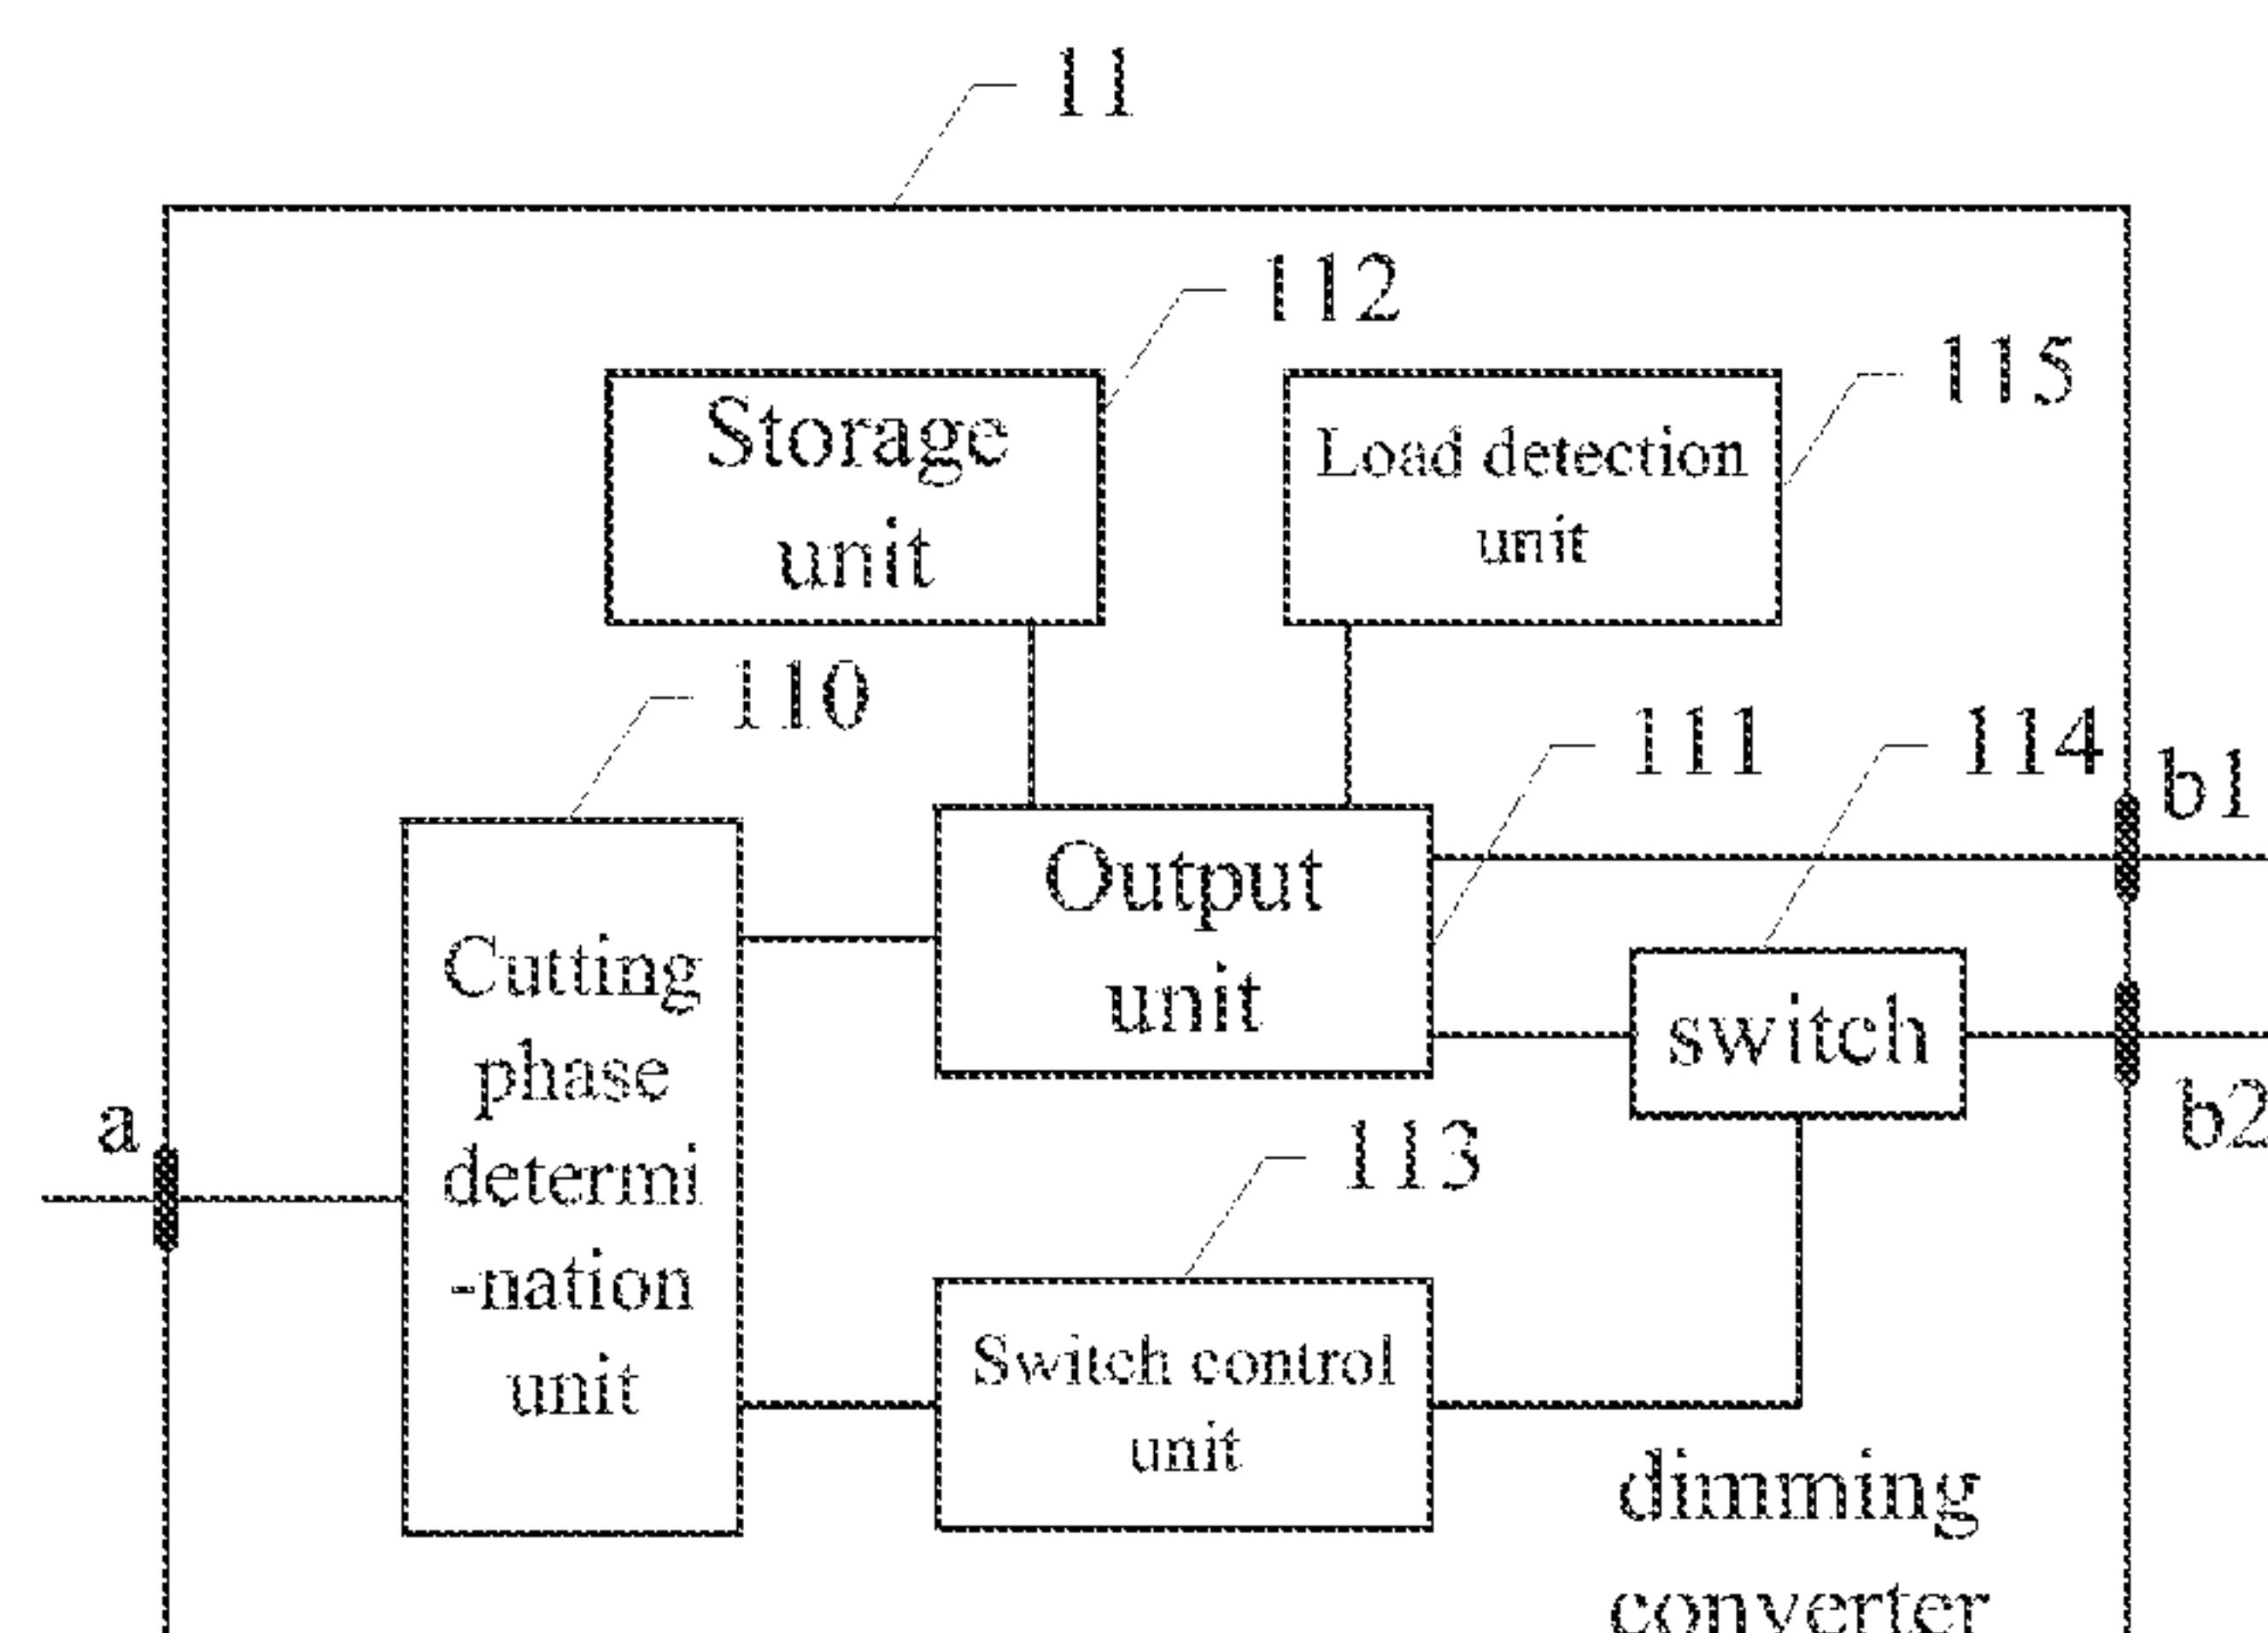 11
112
115
Storage
unit
Load detection
unit
110
111
114
b1
Output
unit
Cutting
phase
determi
-nation
unit
switch
a
b2
113
Switch control
unit
dimming
converter